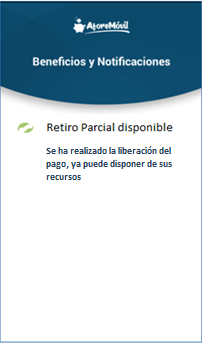 AforeMóvil
Beneficios y Notificaciones
Retiro Parcial disponible
Se ha realizado la liberación del
pago, ya puede disponer de sus
recursos